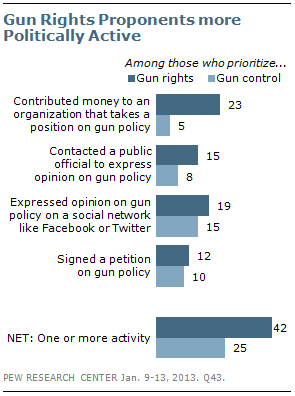 Gun Rights Proponents more
Politically Active
Among those who prioritize...
Gun rights Gun control
Contributed money to an
organization that takes a
position on gun policy
23
5
Contacted a public
official to express
opinion on gun policy
15
8
Expressed opinion on gun
policy on a social network
like Facebook or Twitter
19
15
Signed a petition
on gun policy
12
10
NET: One or more activity
42
25
PEW RESEARCH CENTER Jan. 9-13, 2013. Q43.